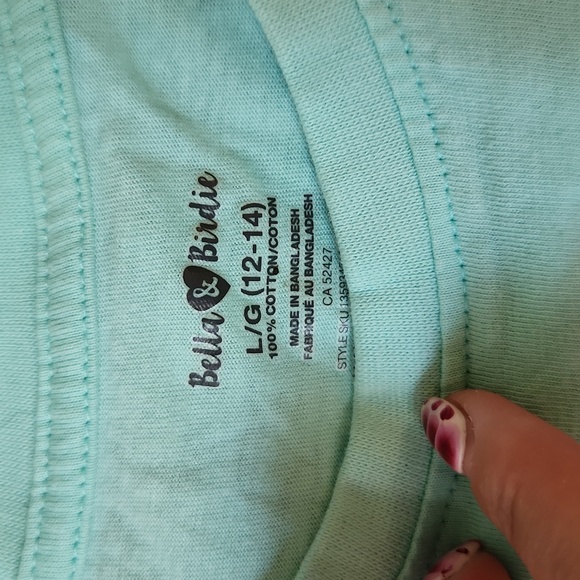 Bella & Birdie
L/G (12-14)
100% COTTON/COTON
MADE IN BANGLADESH
FABRIQUÉ AU BANGLADESH
CA 52427
STYLE SKU